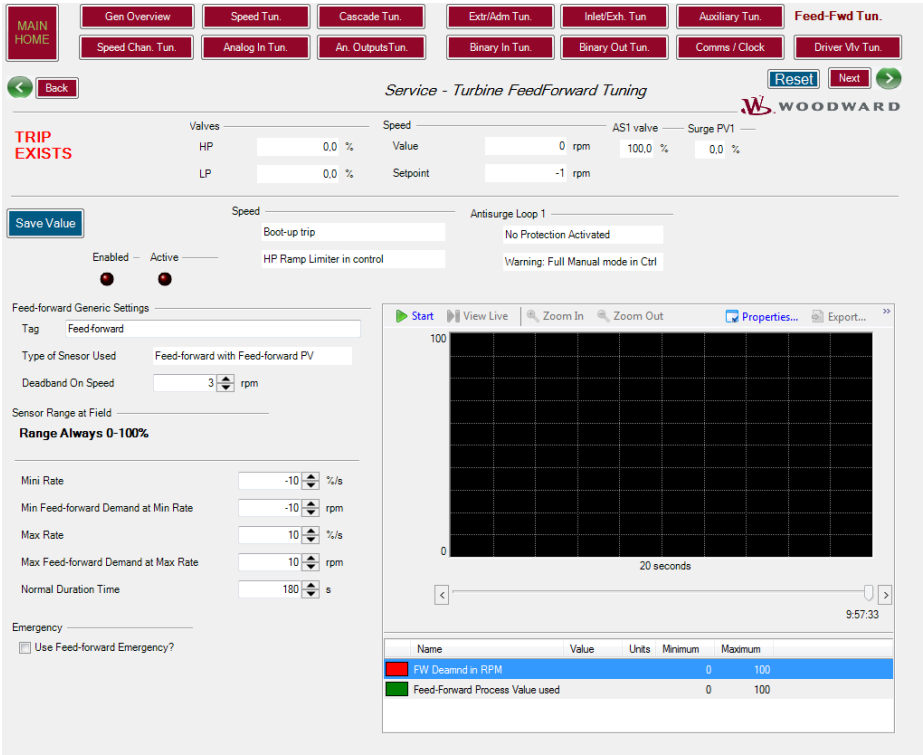 MAIN HOME
Gen Overview
Speed Tun.
Cascade Tun.
Extr/Adm Tun.
Inlet/Exh. Tun
Auxiliary Tun.
Feed-Fwd Tun.
Speed Chan. Tun.
Analog In Tun.
An. OutputsTun.
Binary In Tun.
Binary Out Tun.
Comms / Clock
Driver Vlv Tun.
Back
Service - Turbine FeedForward Tuning
Reset
Next
WOODWARD
TRIP EXISTS
Valves
HP 0,0 %
LP 0,0 %
Speed
Value 0 rpm
Setpoint -1 rpm
AS1 valve
100,0 %
Surge PV1
0,0 %
Save Value
Speed
Boot-up trip
HP Ramp Limiter in control
Antisurge Loop 1
No Protection Activated
Warning: Full Manual mode in Ctrl
Enabled
Active
Feed-forward Generic Settings
Tag Feed-forward
Type of Snesor Used Feed-forward with Feed-forward PV
Deadband On Speed 3 rpm
Sensor Range at Field
Range Always 0-100%
Mini Rate -10 %/s
Min Feed-forward Demand at Min Rate -10 rpm
Max Rate 10 %/s
Max Feed-forward Demand at Max Rate 10 rpm
Normal Duration Time 180 s
Emergency
Use Feed-forward Emergency?
Start View Live Zoom In Zoom Out Properties... Export... »
100
0
20 seconds
< >
9:57:33
Name Value Units Minimum Maximum
FW Deamnd in RPM 0 100
Feed-Forward Process Value used 0 100